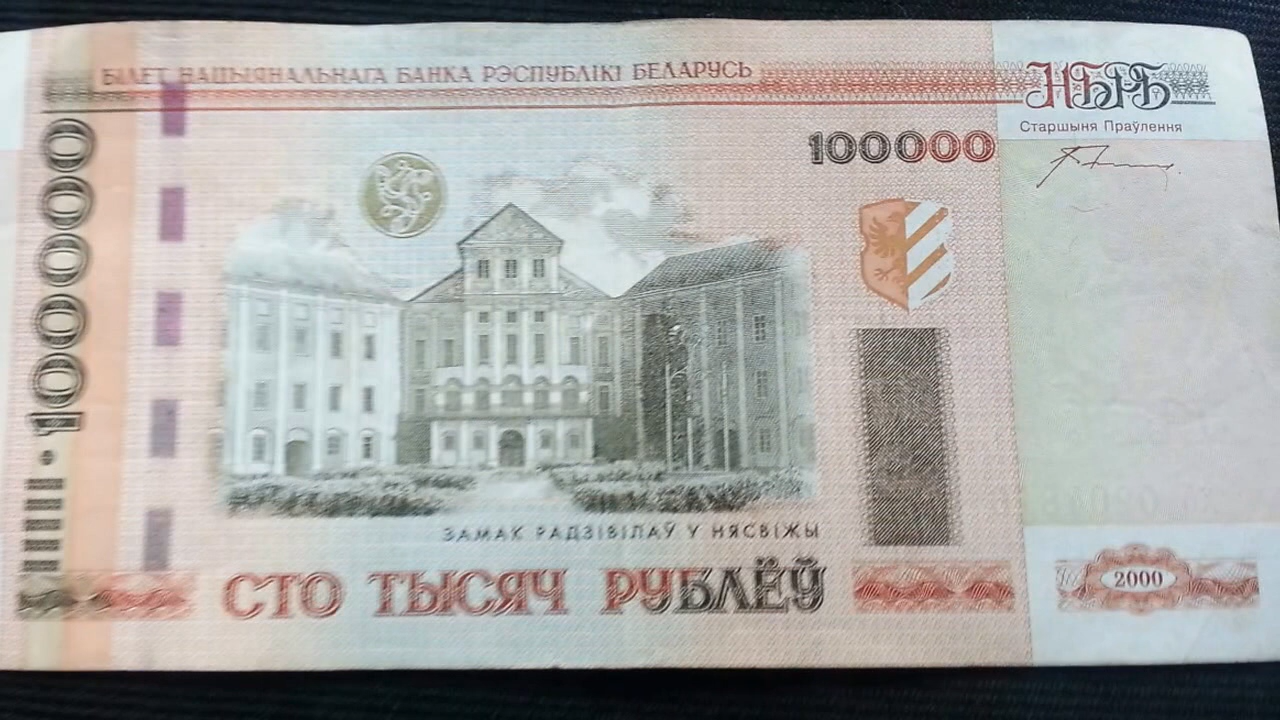 БІЛЕТ НАЦЫЯНАЛЬНАГА БАНКА РЭСПУБЛІКІ БЕЛАРУСЬ
НБРБ
Старшыня Праўлення
100000
100000
ЗАМАК РАДЗІВІЛАЎ У НЯСВІЖЫ
СТО ТЫСЯЧ РУБЛЁЎ
2000